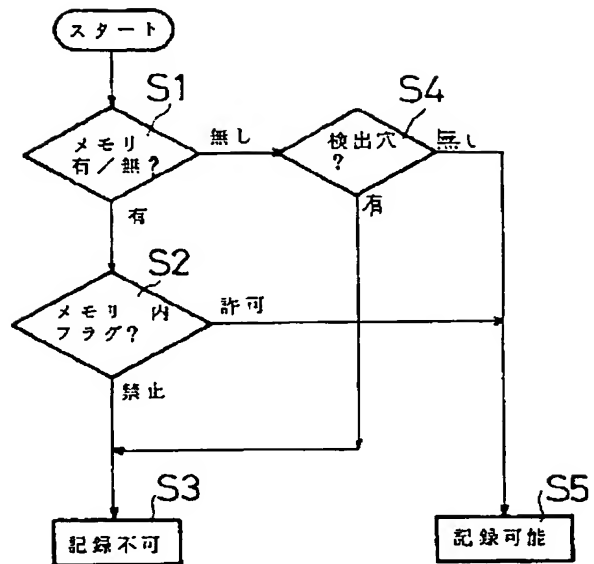 スタート
S1
メモリ
有/無?
無し
S4
検出穴
?
無し
有
有
S2
メモリ内
フラグ?
許可
禁止
S3
記録不可
S5
記録可能